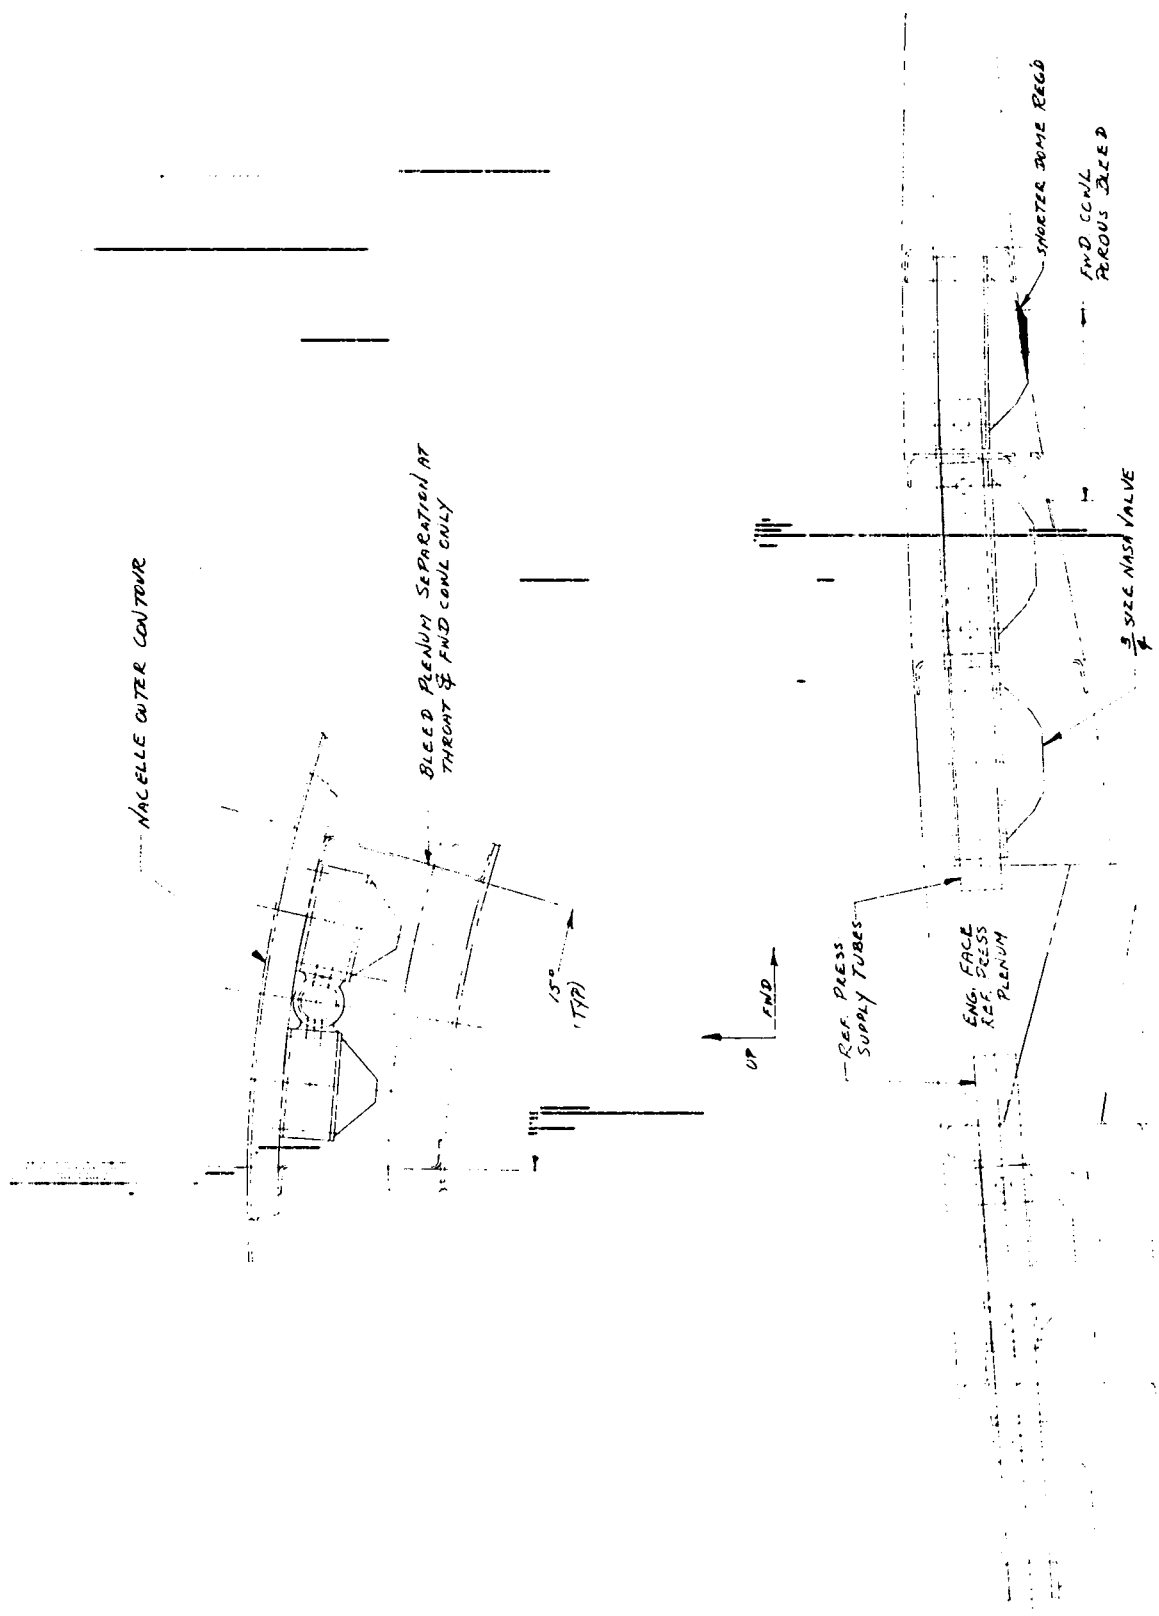 NACELLE OUTER CONTOUR
BLEED PLENUM SEPARATION AT
THROAT & FWD COWL ONLY
15°
(TYP)
UP
FWD
REF. PRESS
SUPPLY TUBES
ENG. FACE
REF. PRESS
PLENUM
SHORTER DOME REQ'D
FWD COWL
POROUS BLEED
3/4 SIZE NASA VALVE